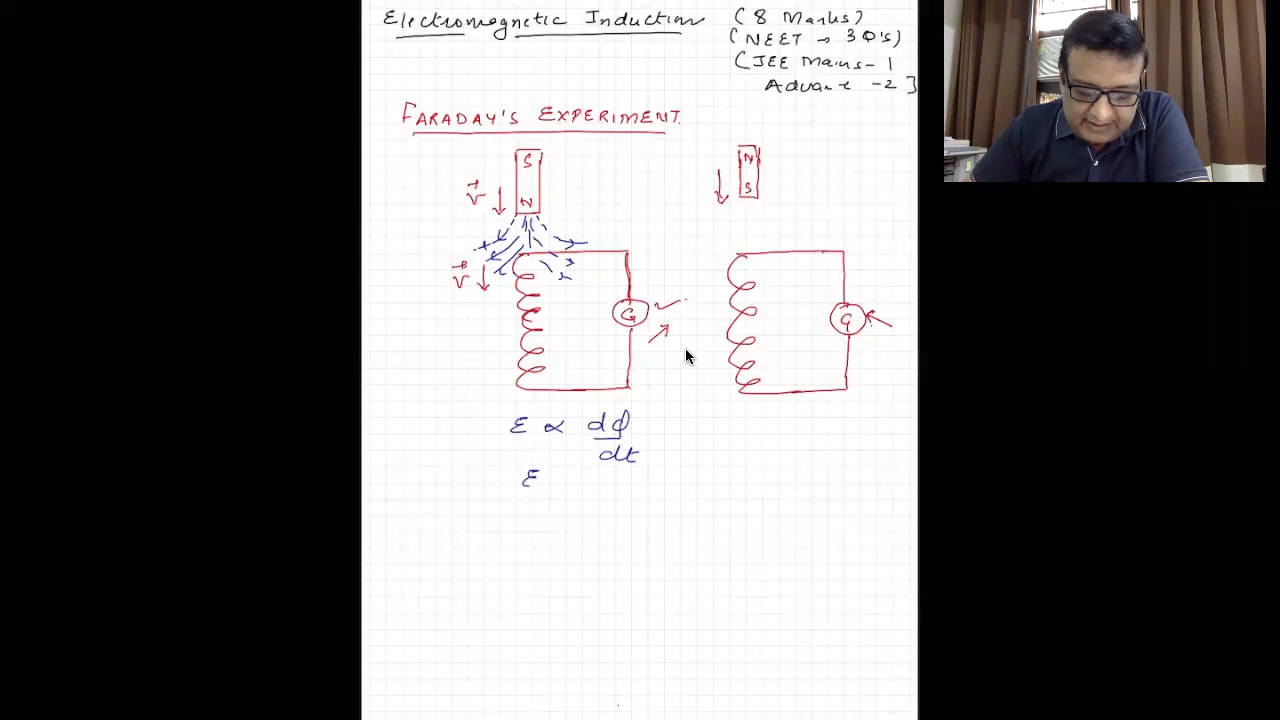 Electromagnetic Induction (8 Marks)
(NEET → 3 Q's)
(JEE Mains - 1
Advance - 2]
FARADAY'S EXPERIMENT.
S
N
v
v
G
N
S
G
ε ∝ dφ
dt
ε